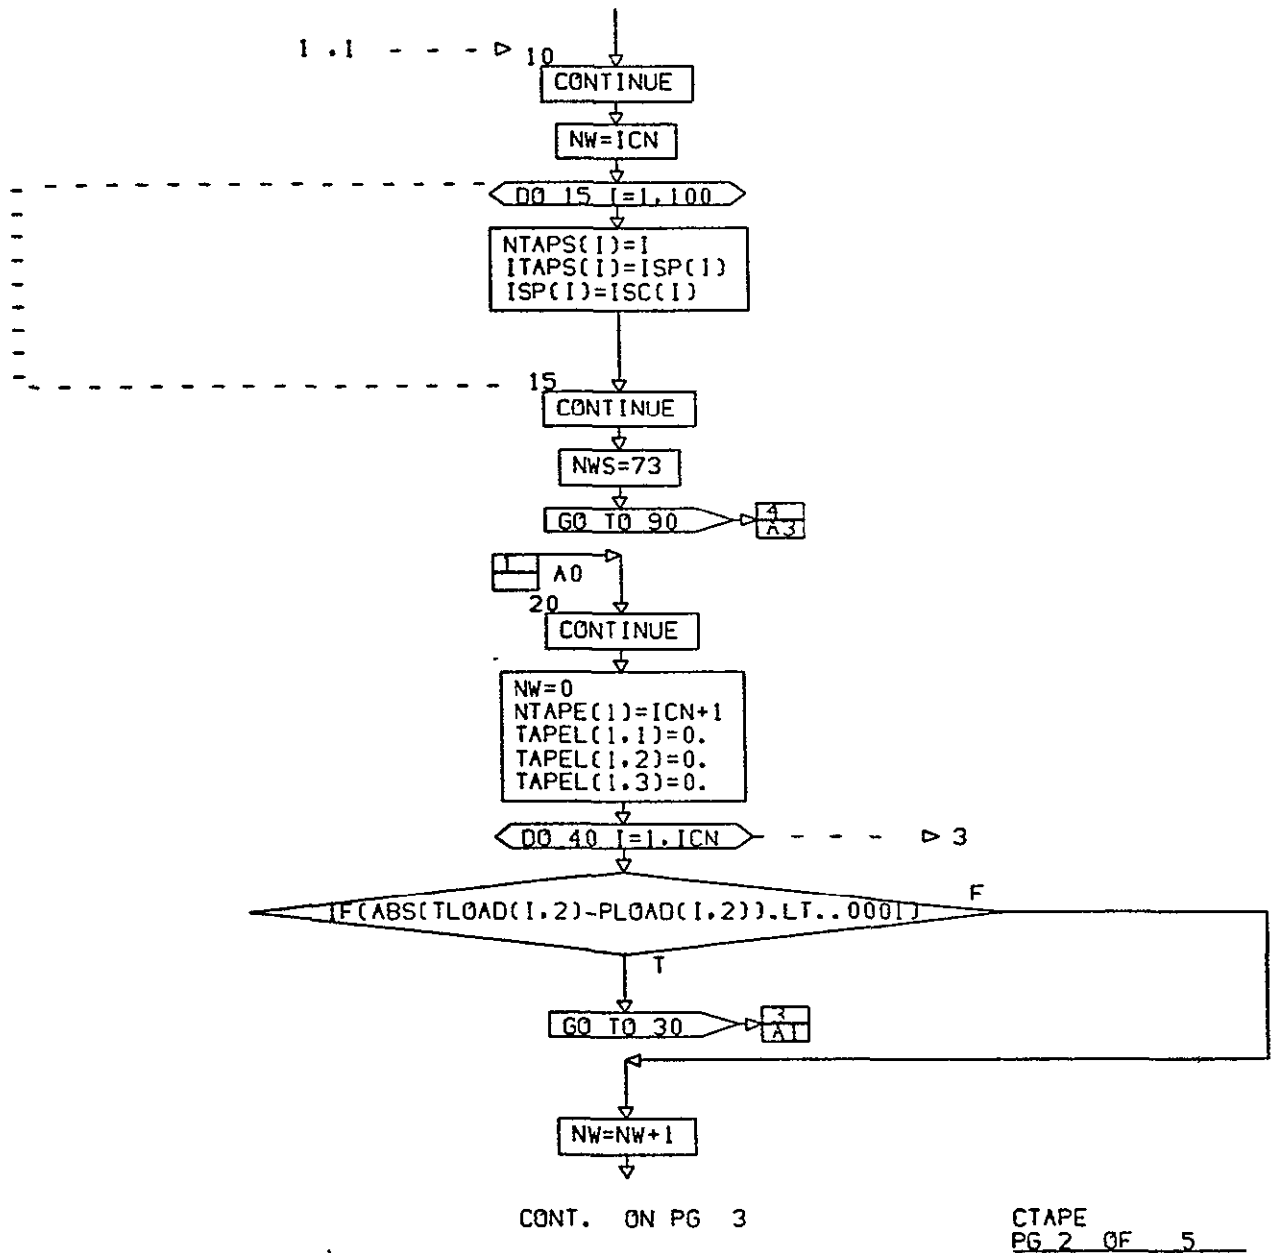 1.1
10
CONTINUE
NW=ICN
DO 15 I=1,100
NTAPS(I)=I
ITAPS(I)=ISP(I)
ISP(I)=ISC(I)
15
CONTINUE
NWS=73
GO TO 90
4
A3
1
A0
20
CONTINUE
NW=0
NTAPE(1)=ICN+1
TAPEL(1,1)=0.
TAPEL(1,2)=0.
TAPEL(1,3)=0.
DO 40 I=1,ICN
3
IF(ABS(TLOAD(I,2)-PLOAD(I,2)).LT..0001)
F
T
GO TO 30
3
A1
NW=NW+1
CONT. ON PG 3
CTAPE
PG 2 OF 5